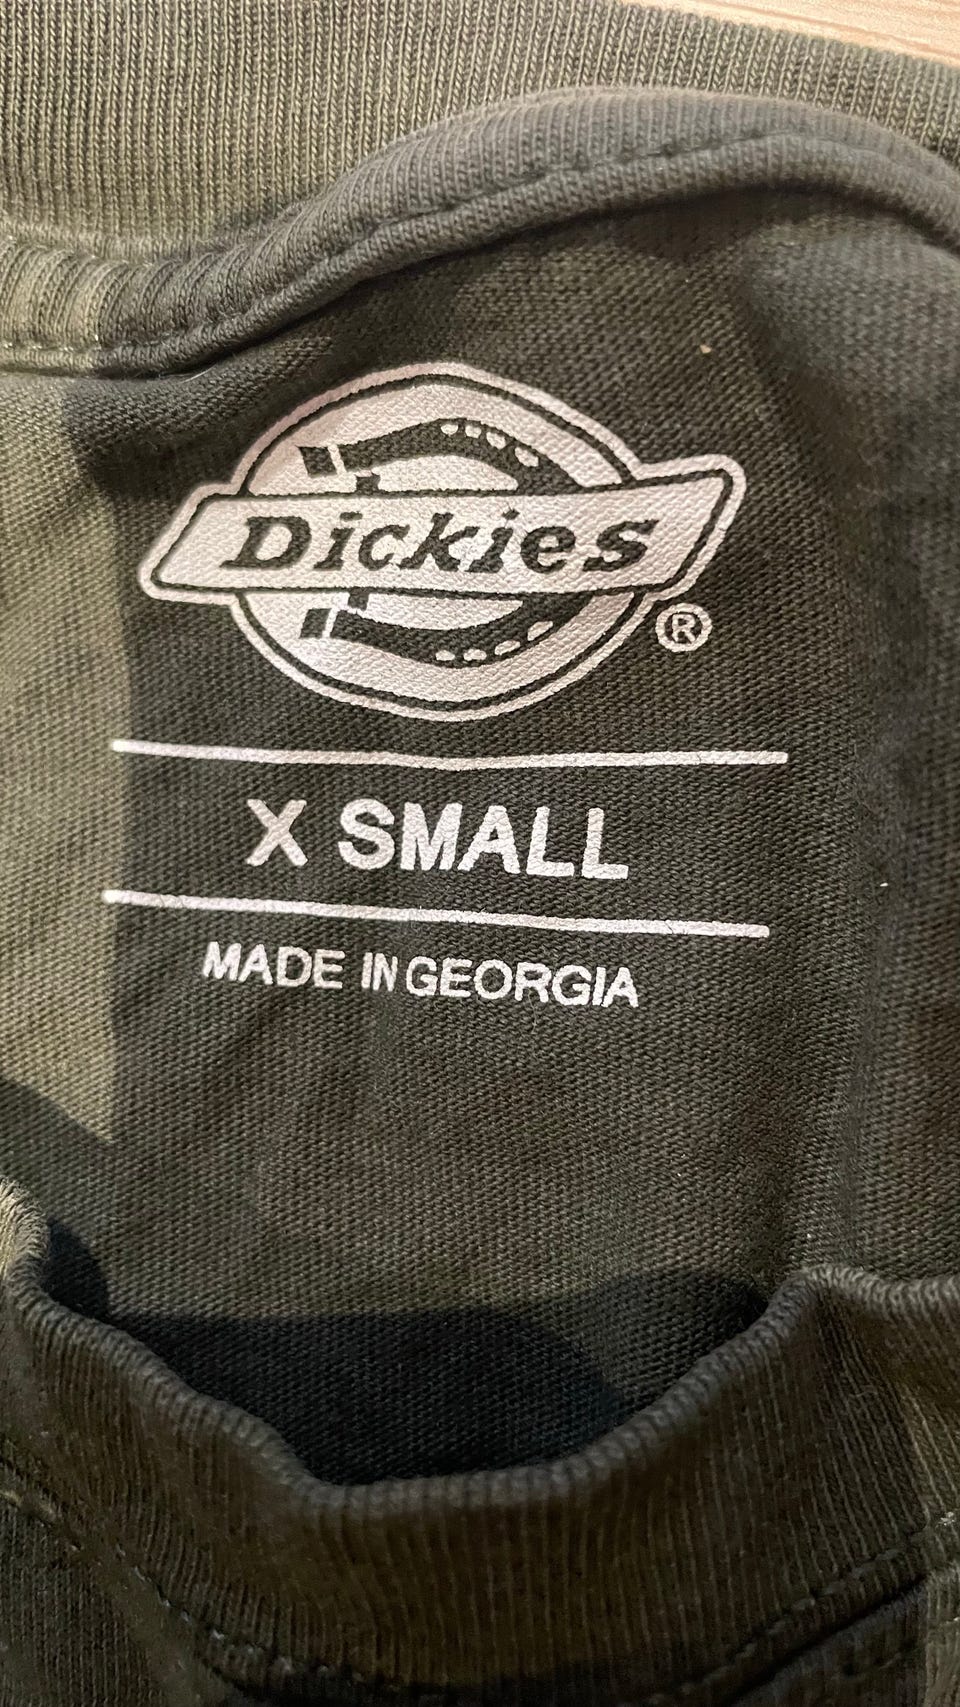 Dickies
®
X SMALL
MADE IN GEORGIA